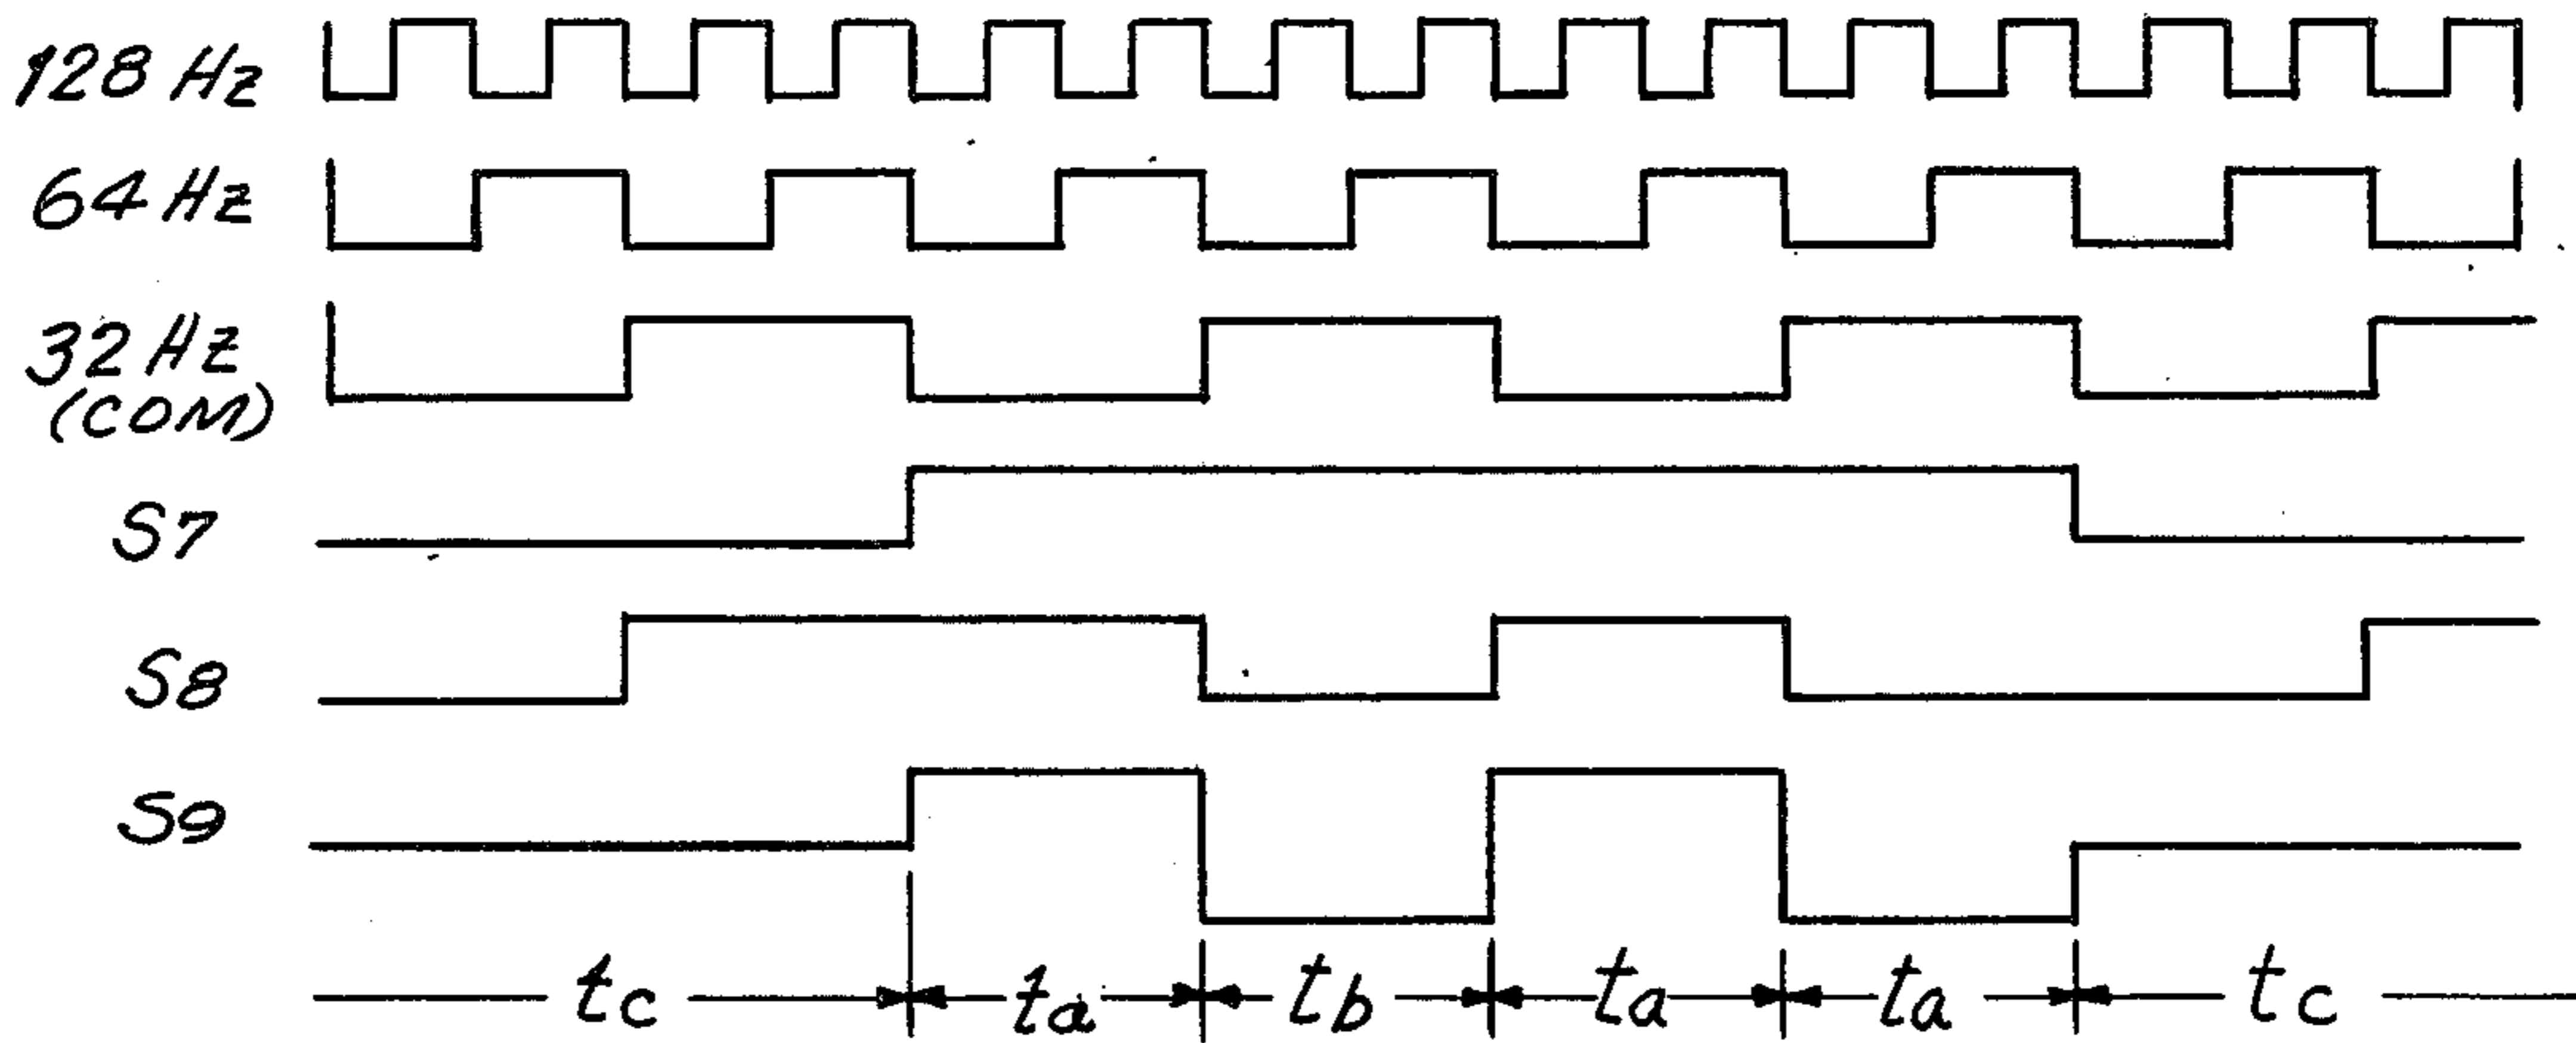 128 Hz
64 Hz
32 Hz
(COM)
S7
S8
S9
tc ta tb ta ta tc